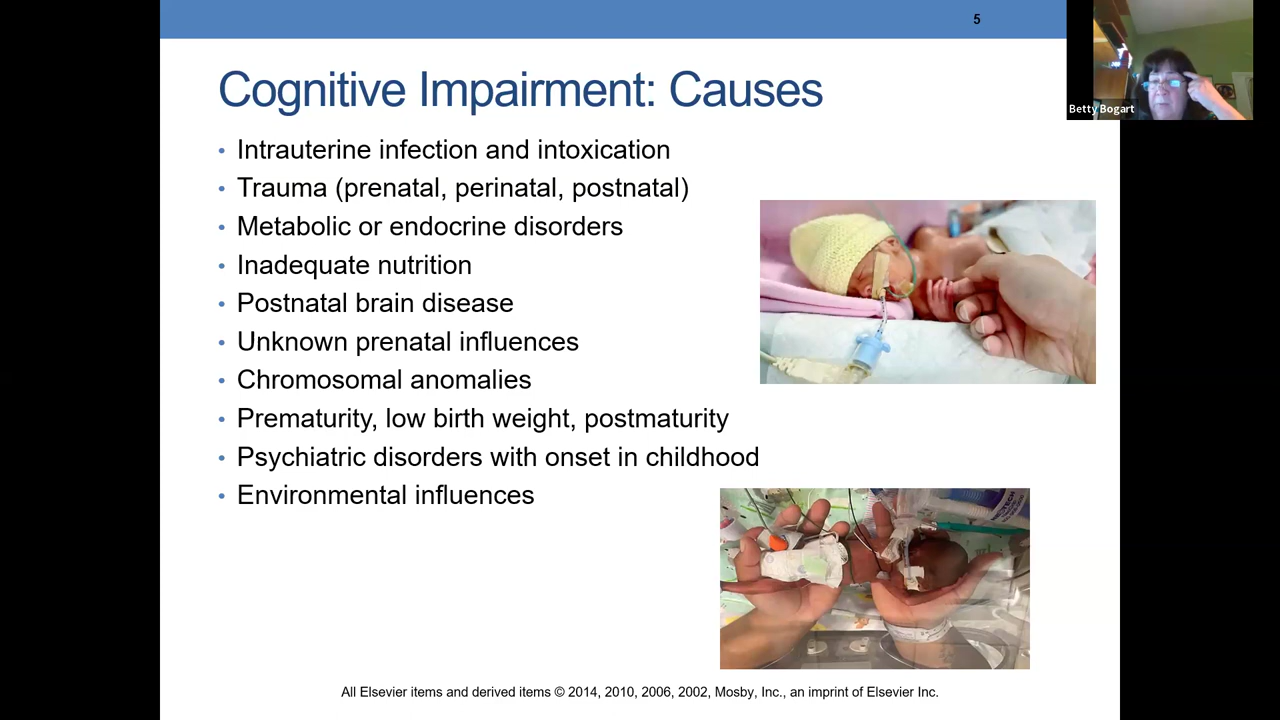 5
Betty Bogart
Cognitive Impairment: Causes
• Intrauterine infection and intoxication
• Trauma (prenatal, perinatal, postnatal)
• Metabolic or endocrine disorders
• Inadequate nutrition
• Postnatal brain disease
• Unknown prenatal influences
• Chromosomal anomalies
• Prematurity, low birth weight, postmaturity
• Psychiatric disorders with onset in childhood
• Environmental influences
All Elsevier items and derived items © 2014, 2010, 2006, 2002, Mosby, Inc., an imprint of Elsevier Inc.